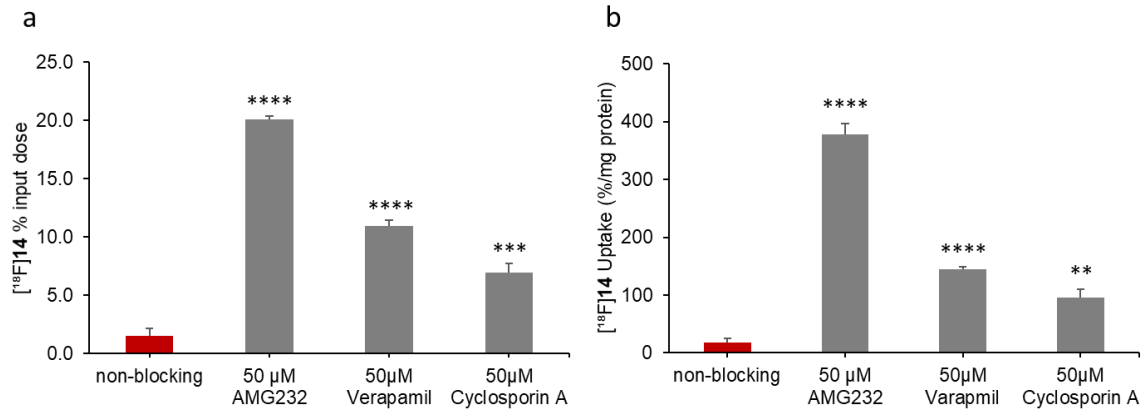 a
[¹⁸F]14 % input dose
25.0
20.0
15.0
10.0
5.0
0.0
****
****
***
non-blocking
50 µM
AMG232
50µM
Verapamil
50µM
Cyclosporin A
b
[¹⁸F]14 Uptake (%/mg protein)
500
400
300
200
100
0
****
****
**
non-blocking
50 µM
AMG232
50µM
Varapmil
50µM
Cyclosporin A